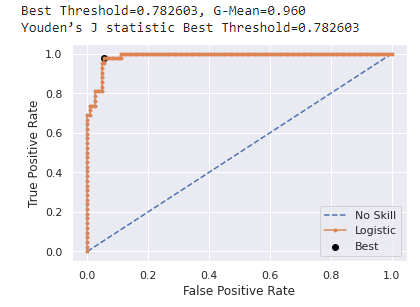 Best Threshold=0.782603, G-Mean=0.960
Youden’s J statistic Best Threshold=0.782603
1.0
0.8
0.6
0.4
0.2
0.0
True Positive Rate
No Skill
Logistic
Best
0.0 0.2 0.4 0.6 0.8 1.0
False Positive Rate